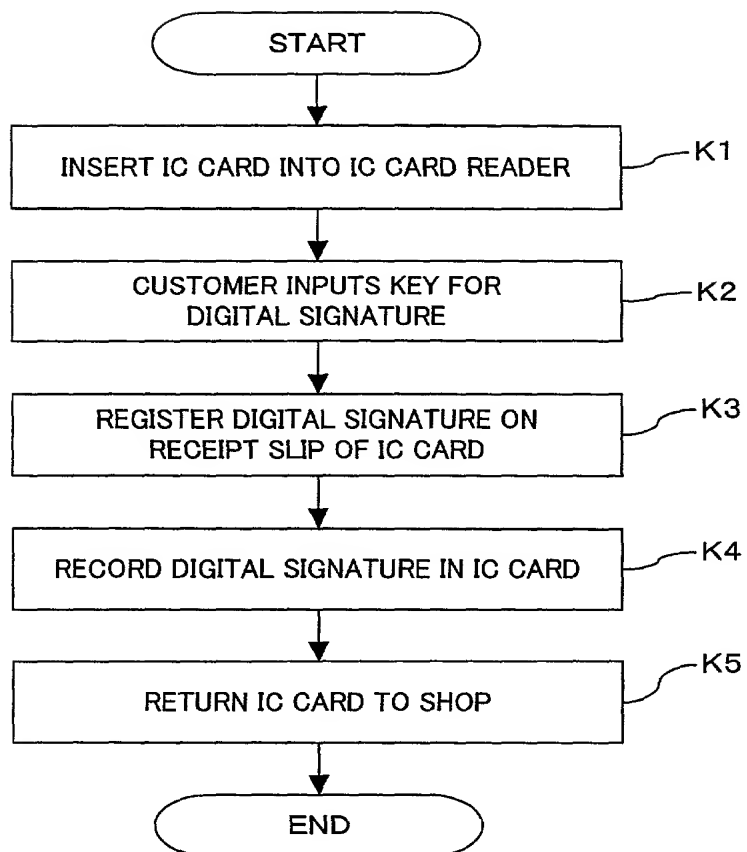 START
INSERT IC CARD INTO IC CARD READER
K1
CUSTOMER INPUTS KEY FOR
DIGITAL SIGNATURE
K2
REGISTER DIGITAL SIGNATURE ON
RECEIPT SLIP OF IC CARD
K3
RECORD DIGITAL SIGNATURE IN IC CARD
K4
RETURN IC CARD TO SHOP
K5
END